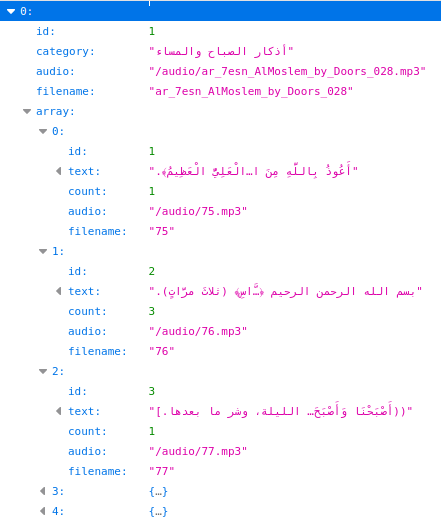 0:
id: 1
category: "أذكار الصباح والمساء"
audio: "/audio/ar_7esn_AlMoslem_by_Doors_028.mp3"
filename: "ar_7esn_AlMoslem_by_Doors_028"
array:
0:
id: 1
text: "أَعُوذُ بِاللَّهِ مِنَ ا…الْعَلِيُّ الْعَظِيمُ﴾."
count: 1
audio: "/audio/75.mp3"
filename: "75"
1:
id: 2
text: "بسم الله الرحمن الرحيم ﴿…َّاسِ﴾ (ثلاثَ مرّاتٍ)."
count: 3
audio: "/audio/76.mp3"
filename: "76"
2:
id: 3
text: "((أَصْبَحْنَا وَأَصْبَحَ… الليلة، وشر ما بعدها.]"
count: 1
audio: "/audio/77.mp3"
filename: "77"
3: {…}
4: {…}